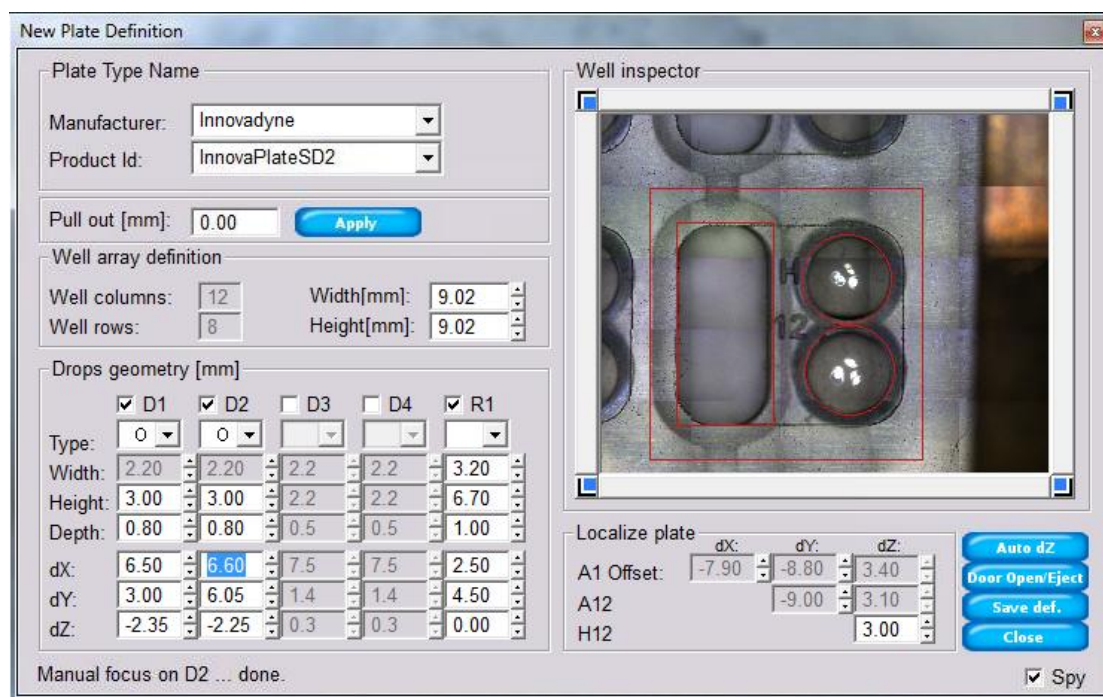 New Plate Definition
Plate Type Name
Manufacturer: Innovadyne
Product Id: InnovaPlateSD2
Pull out [mm]: 0.00 Apply
Well array definition
Well columns: 12 Width[mm]: 9.02
Well rows: 8 Height[mm]: 9.02
Drops geometry [mm]
D1 D2 D3 D4 R1
Type: O O
Width: 2.20 2.20 2.2 2.2 3.20
Height: 3.00 3.00 2.2 2.2 6.70
Depth: 0.80 0.80 0.5 0.5 1.00
dX: 6.50 6.60 7.5 7.5 2.50
dY: 3.00 6.05 1.4 1.4 4.50
dZ: -2.35 -2.25 0.3 0.3 0.00
Manual focus on D2 ... done.
Well inspector
H
12
Localize plate
dX: dY: dZ:
A1 Offset: -7.90 -8.80 3.40
A12 -9.00 3.10
H12 3.00
Auto dZ
Door Open/Eject
Save def.
Close
Spy